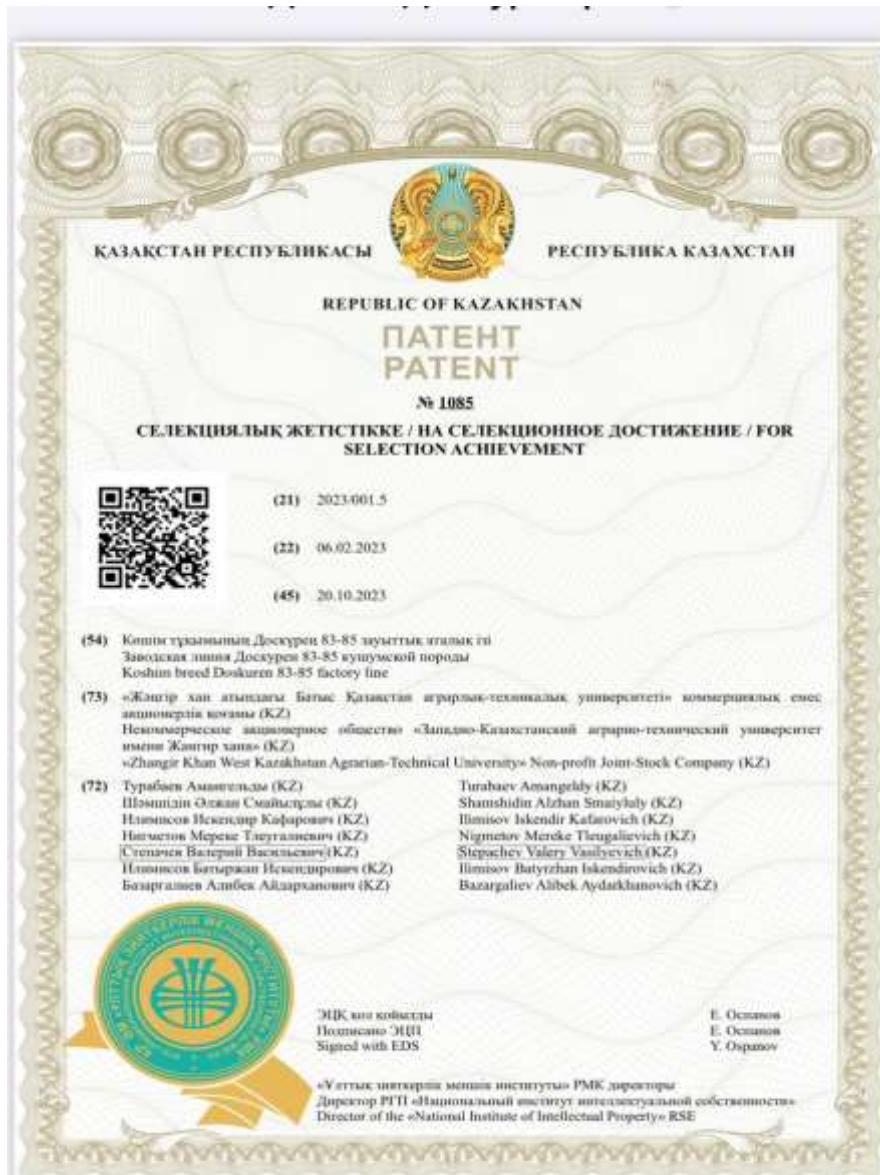 ҚАЗАҚСТАН РЕСПУБЛИКАСЫ
РЕСПУБЛИКА КАЗАХСТАН
REPUBLIC OF KAZAKHSTAN
ПАТЕНТ
PATENT
№ 1085
СЕЛЕКЦИЯЛЫҚ ЖЕТІСТІККЕ / НА СЕЛЕКЦИОННОЕ ДОСТИЖЕНИЕ / FOR
SELECTION ACHIEVEMENT
(21) 2023/001.5
(22) 06.02.2023
(45) 20.10.2023
(54) Көшім тұқымының Доскүрең 83-85 зауыттық аталық ізі
Заводская линия Доскурен 83-85 кушумской породы
Koshim breed Doskuren 83-85 factory line
(73) «Жәңгір хан атындағы Батыс Қазақстан аграрлық-техникалық университеті» коммерциялық емес
акционерлік қоғамы (KZ)
Некоммерческое акционерное общество «Западно-Казахстанский аграрно-технический университет
имени Жангир хана» (KZ)
«Zhangir Khan West Kazakhstan Agrarian-Technical University» Non-profit Joint-Stock Company (KZ)
(72) Турабаев Амангельды (KZ) Turabaev Amangeldy (KZ)
Шәмшідін Әлжан Смайылұлы (KZ) Shamshidin Alzhan Smaiyluly (KZ)
Илимисов Искендир Кафарович (KZ) Ilimisov Iskendir Kafarovich (KZ)
Нигметов Мереке Тлеугалиевич (KZ) Nigmetov Mereke Tleugalievich (KZ)
Степачев Валерий Васильевич (KZ) Stepachev Valery Vasilyevich (KZ)
Илимисов Батыржан Искендирович (KZ) Ilimisov Batyrzhan Iskendirovich (KZ)
Базаргалиев Алибек Айдарханович (KZ) Bazargaliev Alibek Aydarkhanovich (KZ)
ЭЦҚ қол қойылды Е. Оспанов
Подписано ЭЦП Е. Оспанов
Signed with EDS Y. Ospanov
«Ұлттық зияткерлік меншік институты» РМК директоры
Директор РГП «Национальный институт интеллектуальной собственности»
Director of the «National Institute of Intellectual Property» RSE